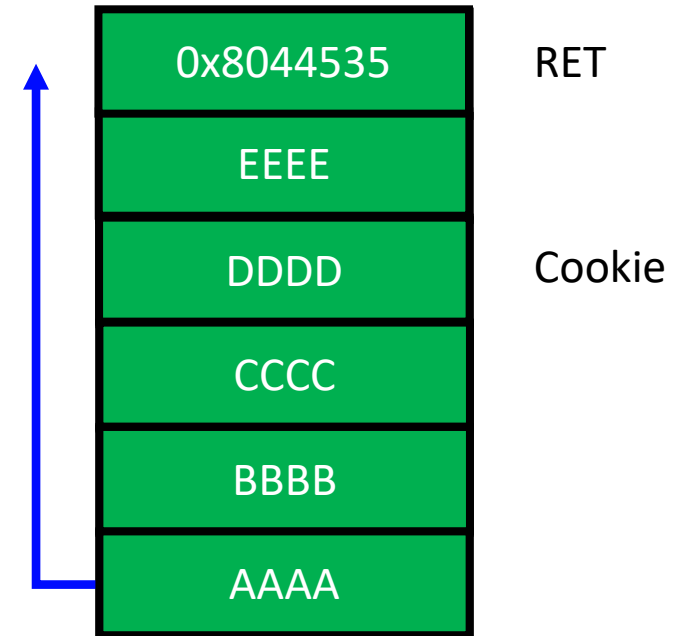 0x8044535 RET
EEEE
DDDD Cookie
CCCC
BBBB
AAAA